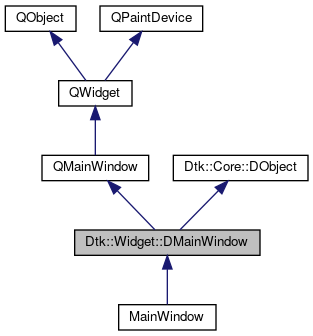 QObject
QPaintDevice
QWidget
QMainWindow
Dtk::Core::DObject
Dtk::Widget::DMainWindow
MainWindow